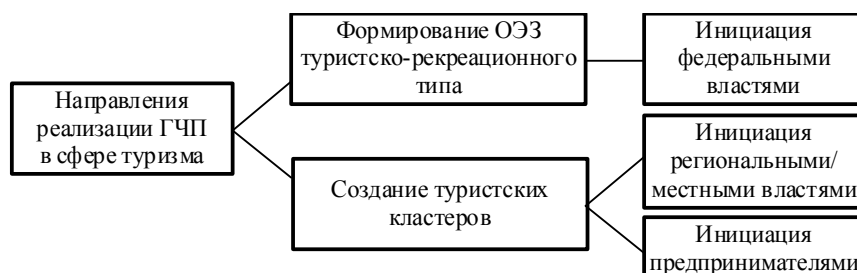 Направления
реализации ГЧП
в сфере туризма
Формирование ОЭЗ
туристско-рекреационного
типа
Инициация
федеральными
властями
Создание туристских
кластеров
Инициация
региональными/
местными властями
Инициация
предпринимателями